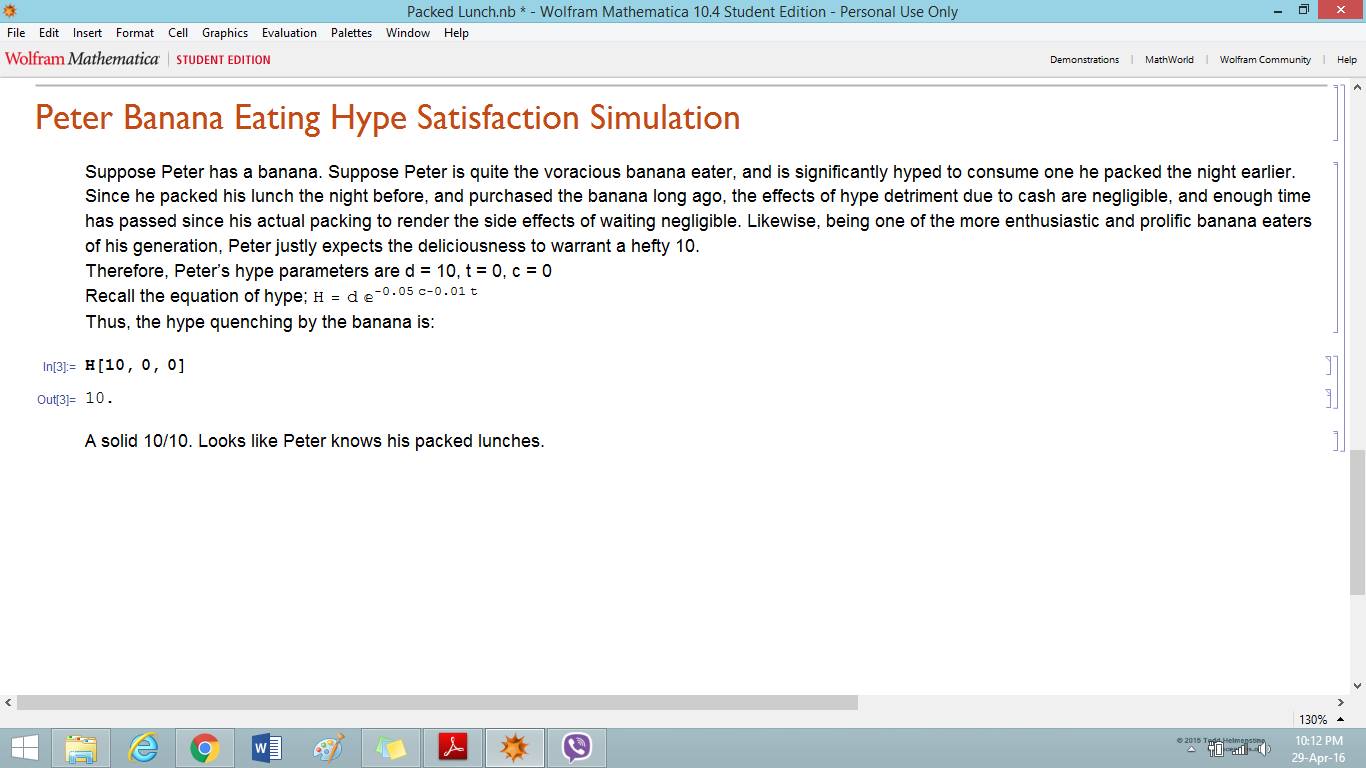 Packed Lunch.nb * - Wolfram Mathematica 10.4 Student Edition - Personal Use Only
File Edit Insert Format Cell Graphics Evaluation Palettes Window Help
Wolfram Mathematica STUDENT EDITION Demonstrations MathWorld Wolfram Community Help
Peter Banana Eating Hype Satisfaction Simulation
Suppose Peter has a banana. Suppose Peter is quite the voracious banana eater, and is significantly hyped to consume one he packed the night earlier.
Since he packed his lunch the night before, and purchased the banana long ago, the effects of hype detriment due to cash are negligible, and enough time
has passed since his actual packing to render the side effects of waiting negligible. Likewise, being one of the more enthusiastic and prolific banana eaters
of his generation, Peter justly expects the deliciousness to warrant a hefty 10.
Therefore, Peter's hype parameters are d = 10, t = 0, c = 0
Recall the equation of hype; H = d e^-0.05 c-0.01 t
Thus, the hype quenching by the banana is:
In[3]:= H[10, 0, 0]
Out[3]= 10.
A solid 10/10. Looks like Peter knows his packed lunches.
130%
© 2015 Todd Helmenstine
10:12 PM
29-Apr-16